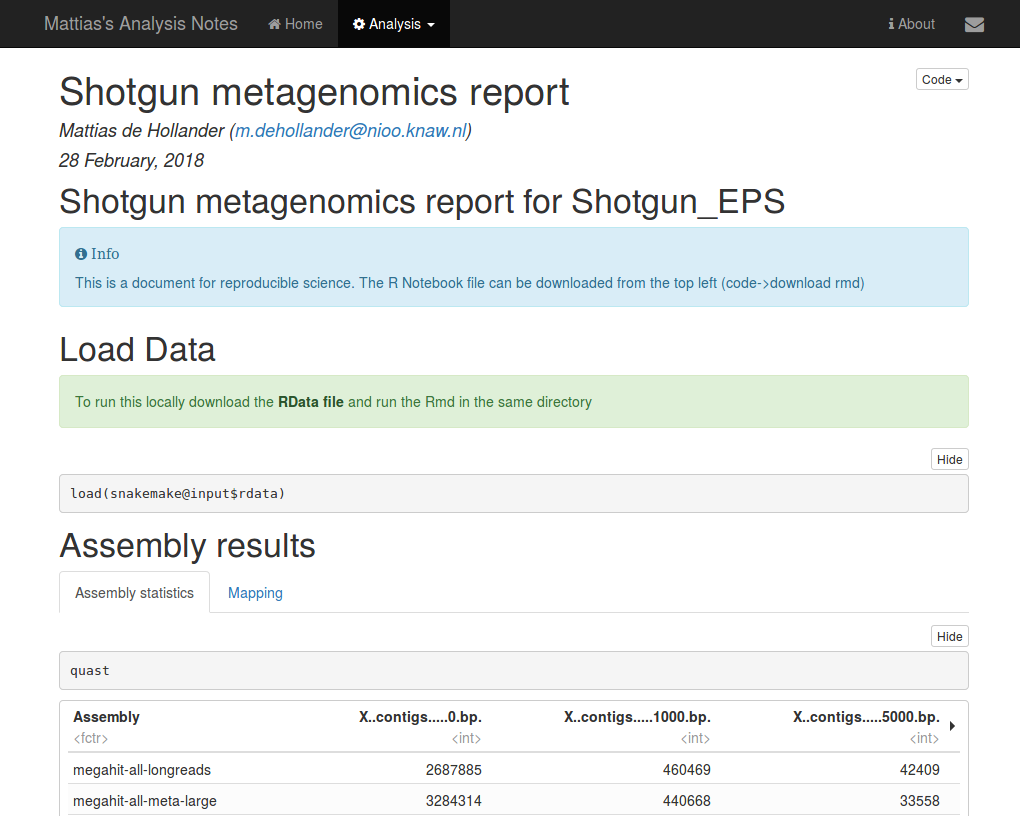 Mattias's Analysis Notes Home Analysis About
Shotgun metagenomics report Code
Mattias de Hollander (m.dehollander@nioo.knaw.nl)
28 February, 2018
Shotgun metagenomics report for Shotgun_EPS
Info
This is a document for reproducible science. The R Notebook file can be downloaded from the top left (code->download rmd)
Load Data
To run this locally download the RData file and run the Rmd in the same directory
Hide
load(snakemake@input$rdata)
Assembly results
Assembly statistics Mapping
Hide
quast
Assembly X..contigs.....0.bp. X..contigs.....1000.bp. X..contigs.....5000.bp.
<fctr> <int> <int> <int>
megahit-all-longreads 2687885 460469 42409
megahit-all-meta-large 3284314 440668 33558